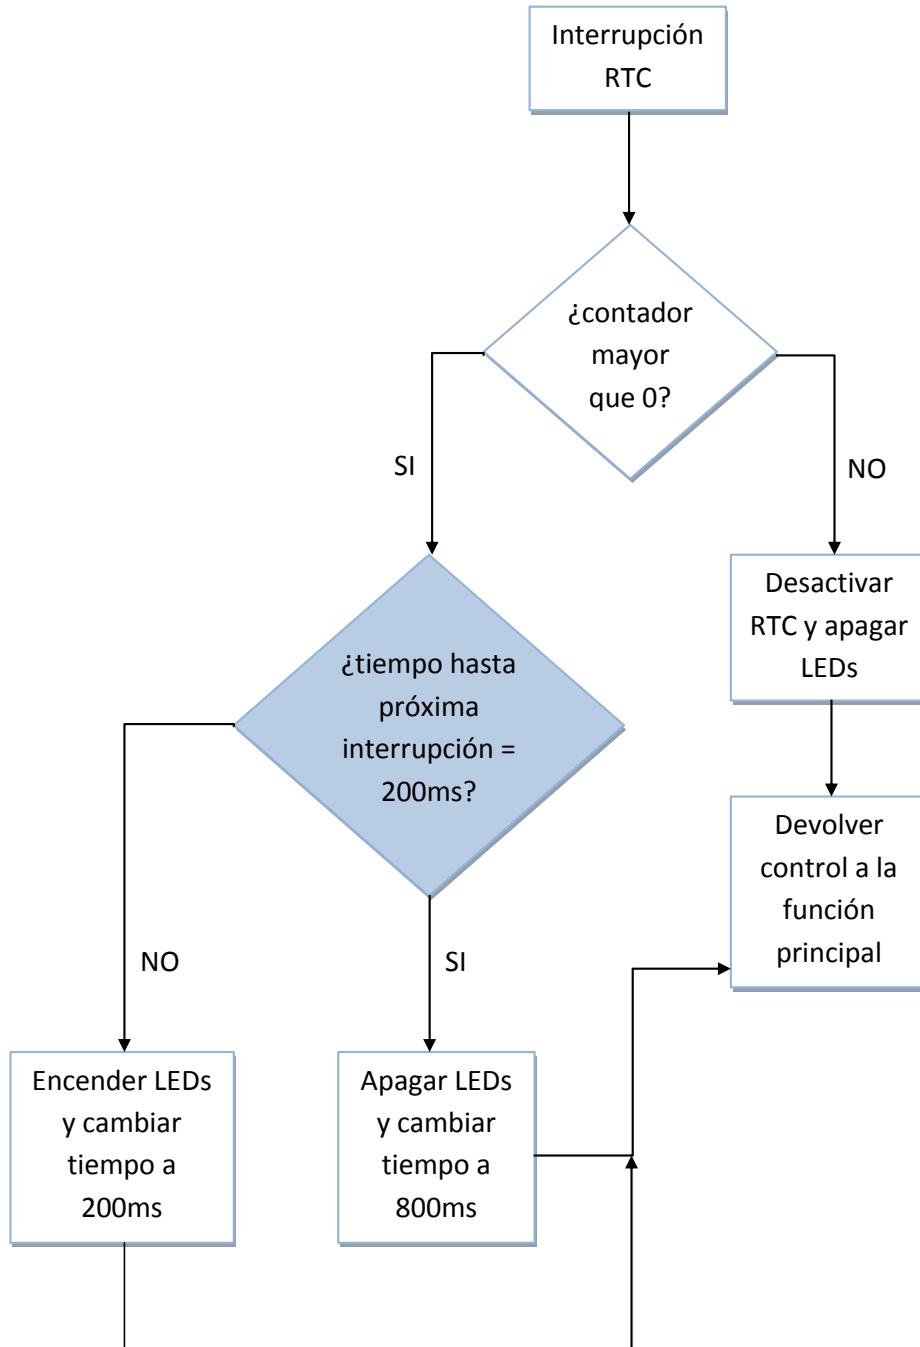 Interrupción
RTC
¿contador
mayor
que 0?
SI
NO
¿tiempo hasta
próxima
interrupción =
200ms?
Desactivar
RTC y apagar
LEDs
Devolver
control a la
función
principal
NO
SI
Encender LEDs
y cambiar
tiempo a
200ms
Apagar LEDs
y cambiar
tiempo a
800ms